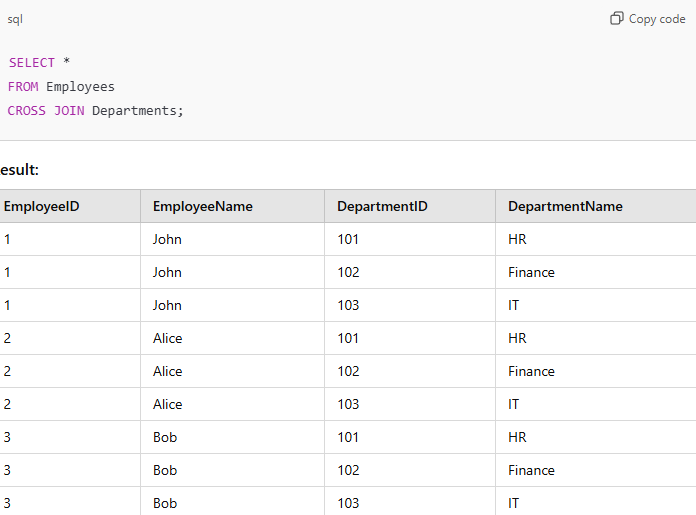 sql Copy code
SELECT *
FROM Employees
CROSS JOIN Departments;
esult:
EmployeeID EmployeeName DepartmentID DepartmentName
1 John 101 HR
1 John 102 Finance
1 John 103 IT
2 Alice 101 HR
2 Alice 102 Finance
2 Alice 103 IT
3 Bob 101 HR
3 Bob 102 Finance
3 Bob 103 IT